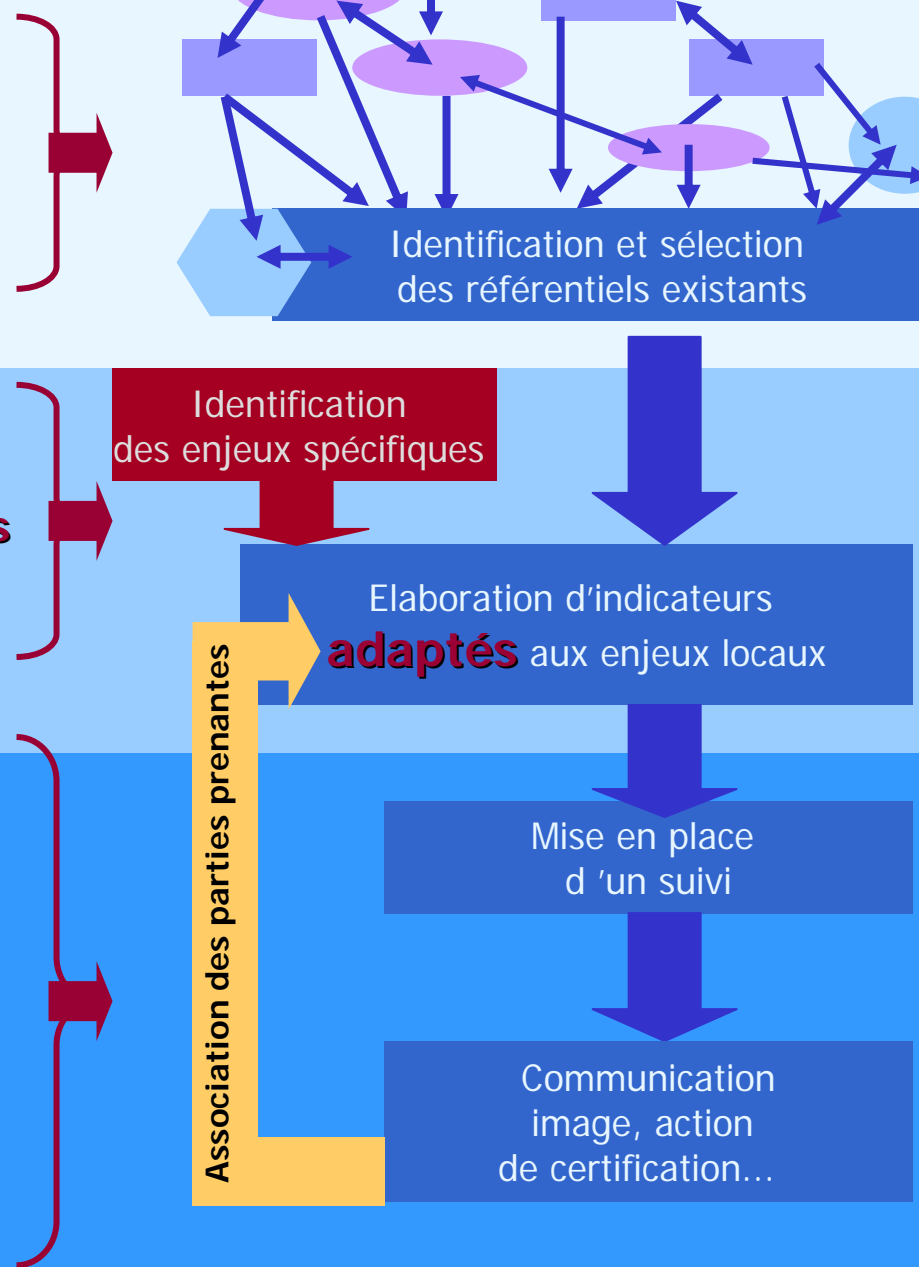 Identification et sélection
des référentiels existants
Identification
des enjeux spécifiques
s
Elaboration d'indicateurs
adaptés aux enjeux locaux
Association des parties prenantes
Mise en place
d 'un suivi
Communication
image, action
de certification...